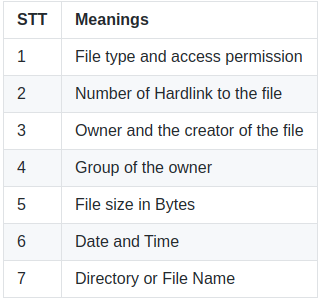 STT Meanings
1 File type and access permission
2 Number of Hardlink to the file
3 Owner and the creator of the file
4 Group of the owner
5 File size in Bytes
6 Date and Time
7 Directory or File Name